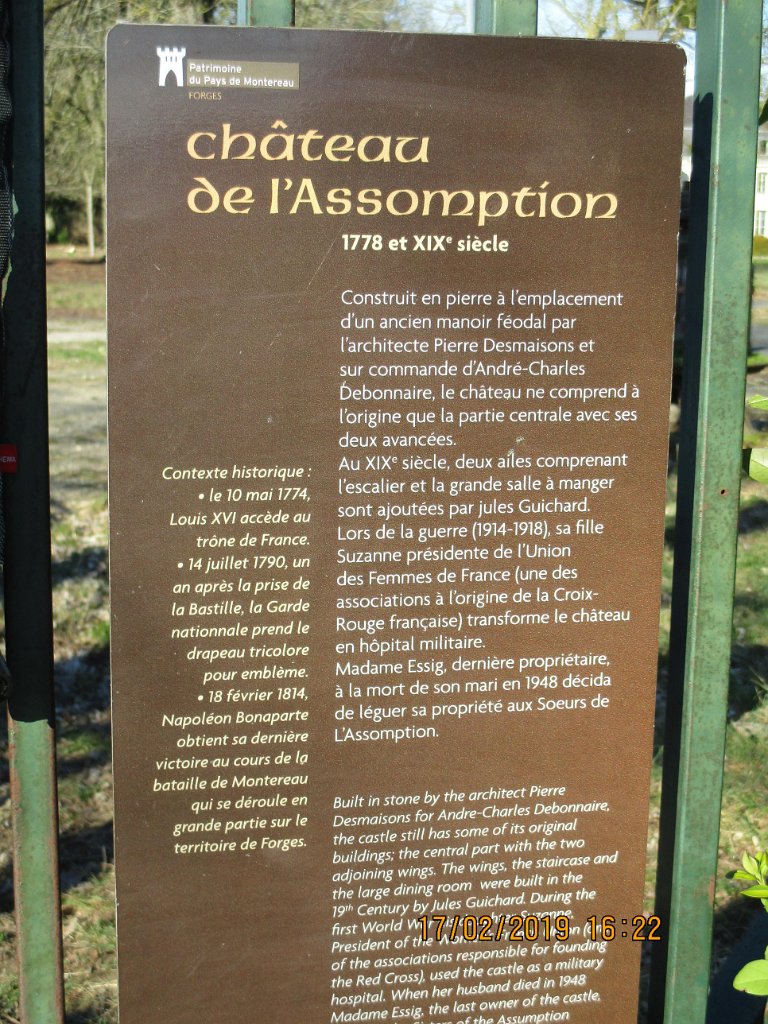 Patrimoine
du Pays de Montereau
FORGES
château
de l'Assomption
1778 et XIXe siècle
Construit en pierre à l'emplacement
d'un ancien manoir féodal par
l'architecte Pierre Desmaisons et
sur commande d'André-Charles
Debonnaire, le château ne comprend à
l'origine que la partie centrale avec ses
deux avancées.
Au XIXe siècle, deux ailes comprenant
l'escalier et la grande salle à manger
sont ajoutées par jules Guichard.
Lors de la guerre (1914-1918), sa fille
Suzanne présidente de l'Union
des Femmes de France (une des
associations à l'origine de la Croix-
Rouge française) transforme le château
en hôpital militaire.
Madame Essig, dernière propriétaire,
à la mort de son mari en 1948 décida
de léguer sa propriété aux Soeurs de
L'Assomption.
Contexte historique :
• le 10 mai 1774,
Louis XVI accède au
trône de France.
• 14 juillet 1790, un
an après la prise de
la Bastille, la Garde
nationnale prend le
drapeau tricolore
pour emblème.
• 18 février 1814,
Napoléon Bonaparte
obtient sa dernière
victoire au cours de la
bataille de Montereau
qui se déroule en
grande partie sur le
territoire de Forges.
Built in stone by the architect Pierre
Desmaisons for Andre-Charles Debonnaire,
the castle still has some of its original
buildings; the central part with the two
adjoining wings. The wings, the staircase and
the large dining room were built in the
19th Century by Jules Guichard. During the
first World Suzanne,
President of the
of the associations responsible for founding
the Red Cross), used the castle as a military
hospital. When her husband died in 1948
Madame Essig, the last owner of the castle,
Sisters of the Assumption
17/02/2019 16:22
HEMA